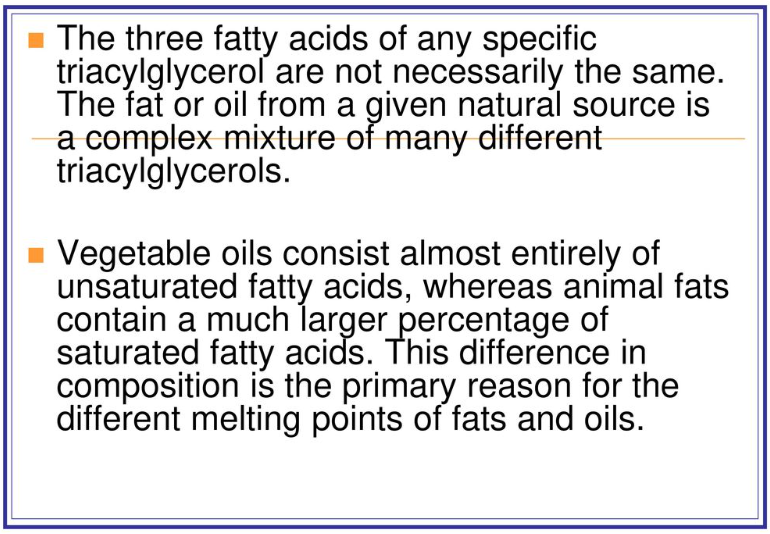 The three fatty acids of any specific
triacylglycerol are not necessarily the same.
The fat or oil from a given natural source is
a complex mixture of many different
triacylglycerols.
Vegetable oils consist almost entirely of
unsaturated fatty acids, whereas animal fats
contain a much larger percentage of
saturated fatty acids. This difference in
composition is the primary reason for the
different melting points of fats and oils.